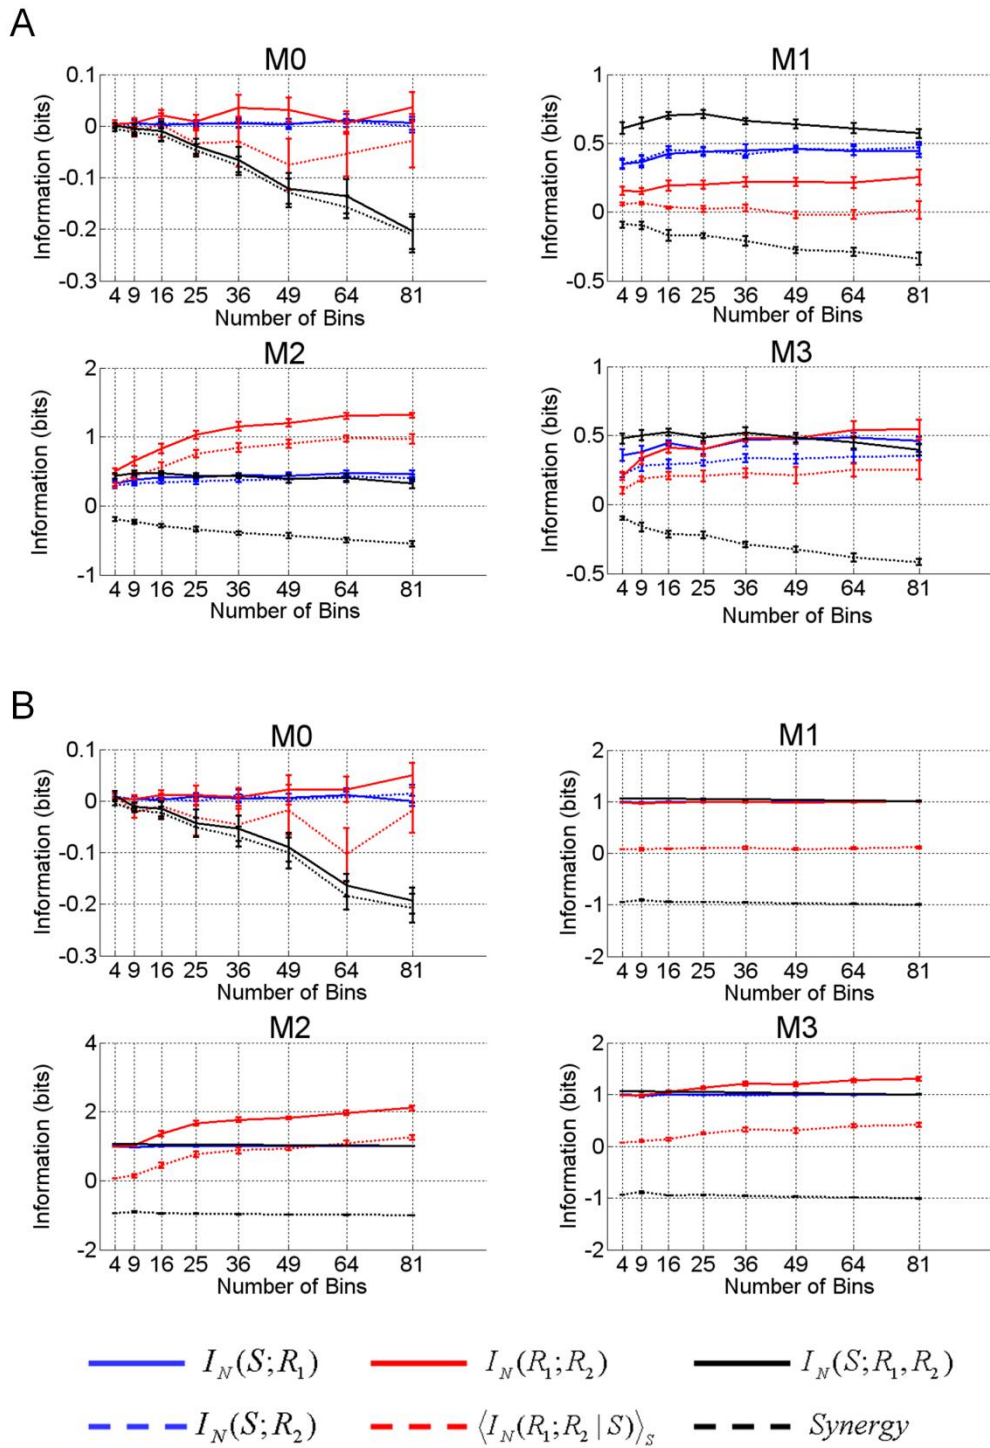 A
M0
Information (bits)
0.1
0
-0.1
-0.2
-0.3
4 9 16 25 36 49 64 81
Number of Bins
M1
Information (bits)
1
0.5
0
-0.5
4 9 16 25 36 49 64 81
Number of Bins
M2
Information (bits)
2
1
0
-1
4 9 16 25 36 49 64 81
Number of Bins
M3
Information (bits)
1
0.5
0
-0.5
4 9 16 25 36 49 64 81
Number of Bins
B
M0
Information (bits)
0.1
0
-0.1
-0.2
-0.3
4 9 16 25 36 49 64 81
Number of Bins
M1
Information (bits)
2
1
0
-1
-2
4 9 16 25 36 49 64 81
Number of Bins
M2
Information (bits)
4
2
0
-2
4 9 16 25 36 49 64 81
Number of Bins
M3
Information (bits)
2
1
0
-1
-2
4 9 16 25 36 49 64 81
Number of Bins
I_N(S;R_1) I_N(R_1;R_2) I_N(S;R_1,R_2)
I_N(S;R_2) ⟨I_N(R_1;R_2|S)⟩_S Synergy